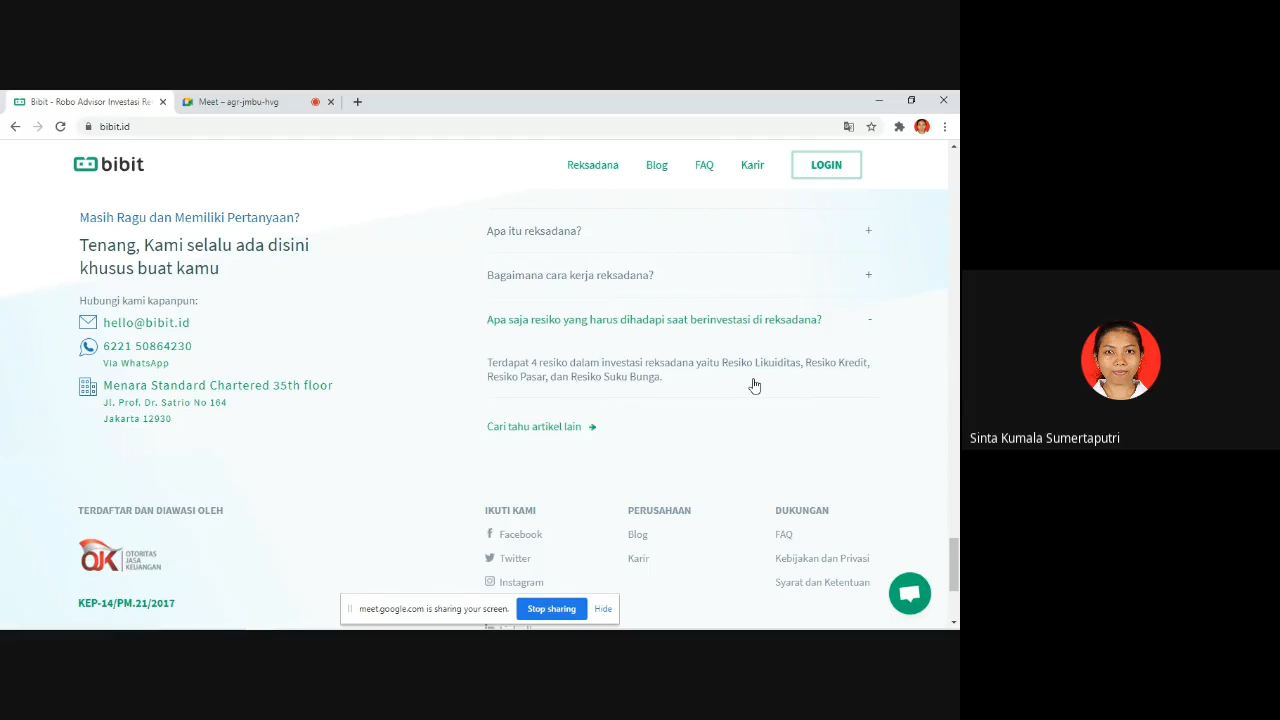 Bibit - Robo Advisor Investasi Re
Meet – agr-jmbu-hvg
bibit.id
bibit
Reksadana
Blog
FAQ
Karir
LOGIN
Masih Ragu dan Memiliki Pertanyaan?
Tenang, Kami selalu ada disini
khusus buat kamu
Hubungi kami kapanpun:
hello@bibit.id
6221 50864230
Via WhatsApp
Menara Standard Chartered 35th floor
Jl. Prof. Dr. Satrio No 164
Jakarta 12930
Apa itu reksadana?
Bagaimana cara kerja reksadana?
Apa saja resiko yang harus dihadapi saat berinvestasi di reksadana?
Terdapat 4 resiko dalam investasi reksadana yaitu Resiko Likuiditas, Resiko Kredit,
Resiko Pasar, dan Resiko Suku Bunga.
Cari tahu artikel lain
TERDAFTAR DAN DIAWASI OLEH
OJK
OTORITAS
JASA
KEUANGAN
KEP-14/PM.21/2017
IKUTI KAMI
Facebook
Twitter
Instagram
PERUSAHAAN
Blog
Karir
DUKUNGAN
FAQ
Kebijakan dan Privasi
Syarat dan Ketentuan
meet.google.com is sharing your screen.
Stop sharing
Hide
Sinta Kumala Sumertaputri